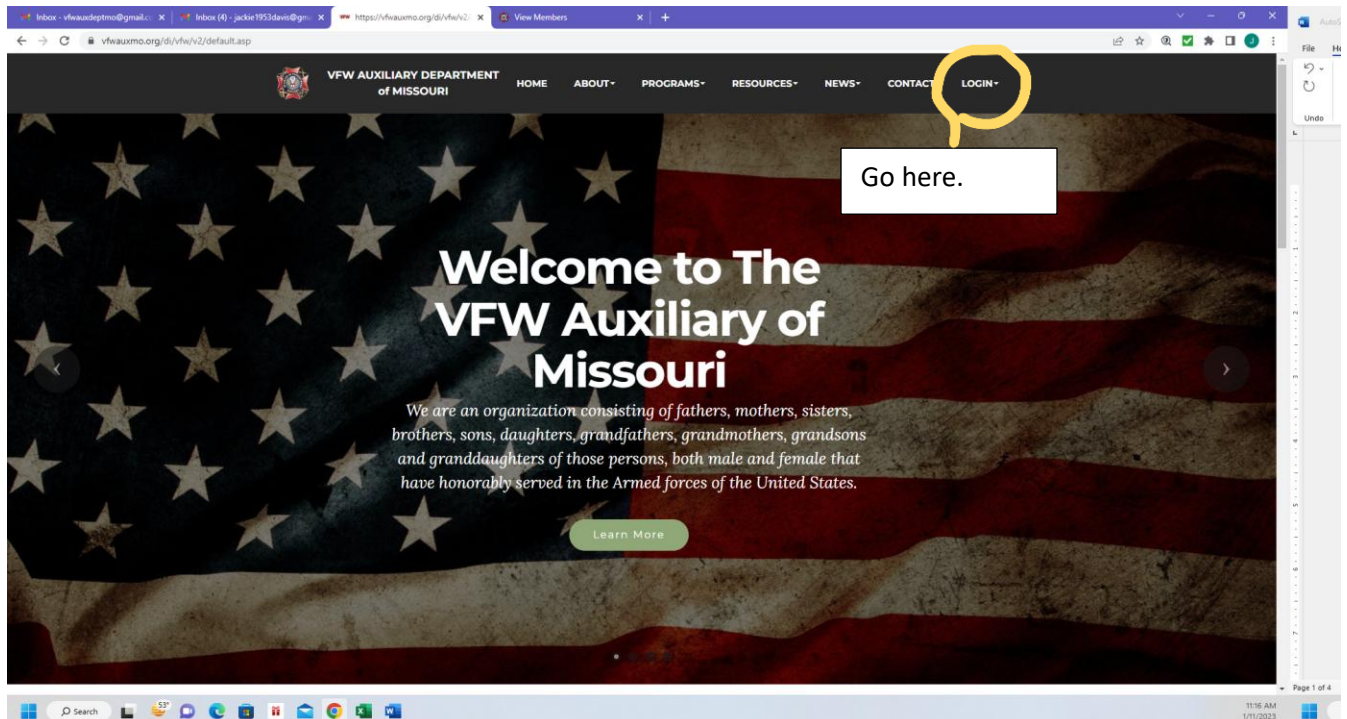 Inbox - vfwauxdeptmo@gmail.c
Inbox (4) - jackie1953davis@gm
https://vfwauxmo.org/di/vfw/v2/
View Members
vfwauxmo.org/di/vfw/v2/default.asp
VFW AUXILIARY DEPARTMENT
of MISSOURI
HOME
ABOUT
PROGRAMS
RESOURCES
NEWS
CONTACT
LOGIN
File
Undo
Go here.
Welcome to The
VFW Auxiliary of
Missouri
We are an organization consisting of fathers, mothers, sisters,
brothers, sons, daughters, grandfathers, grandmothers, grandsons
and granddaughters of those persons, both male and female that
have honorably served in the Armed forces of the United States.
Learn More
Page 1 of 4
Search
53°
11:16 AM
1/11/2023